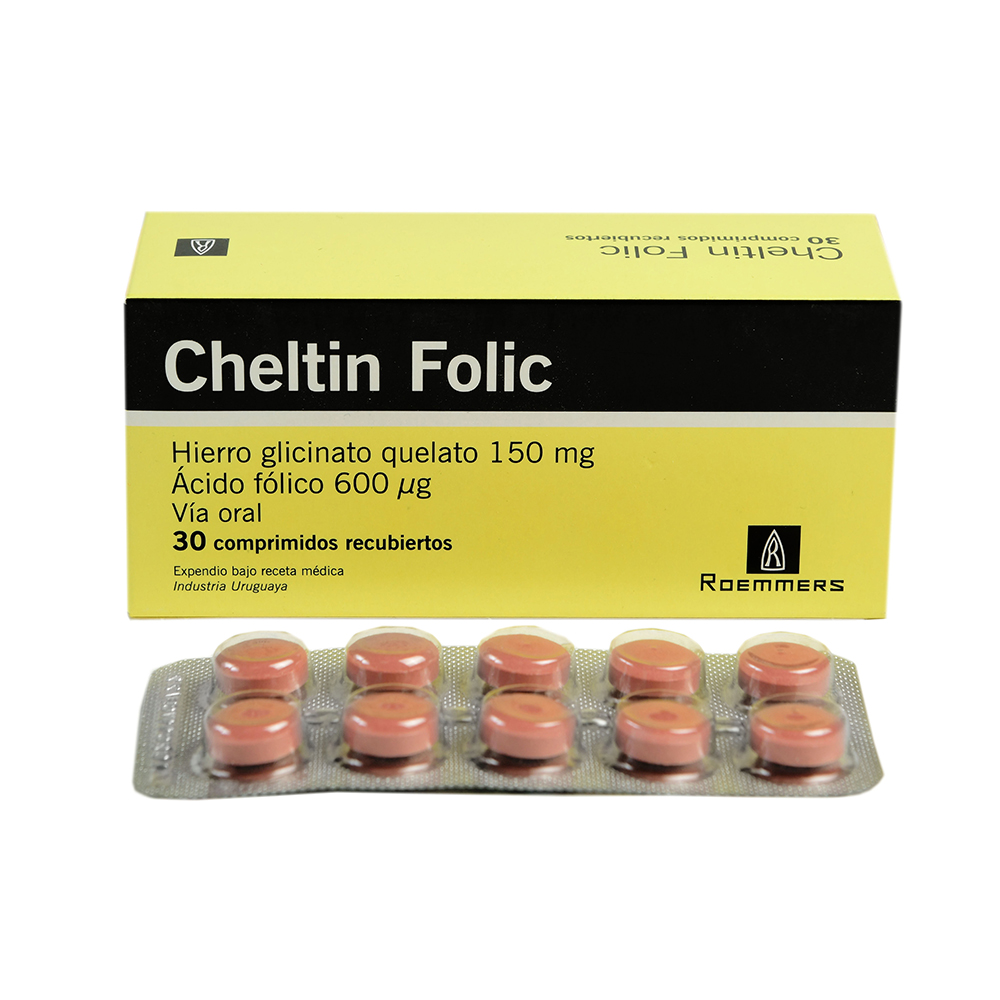 Cheltin Folic
30 comprimidos recubiertos
Cheltin Folic
Hierro glicinato quelato 150 mg
Ácido fólico 600 µg
Vía oral
30 comprimidos recubiertos
Expendio bajo receta médica
Industria Uruguaya
R
ROEMMERS